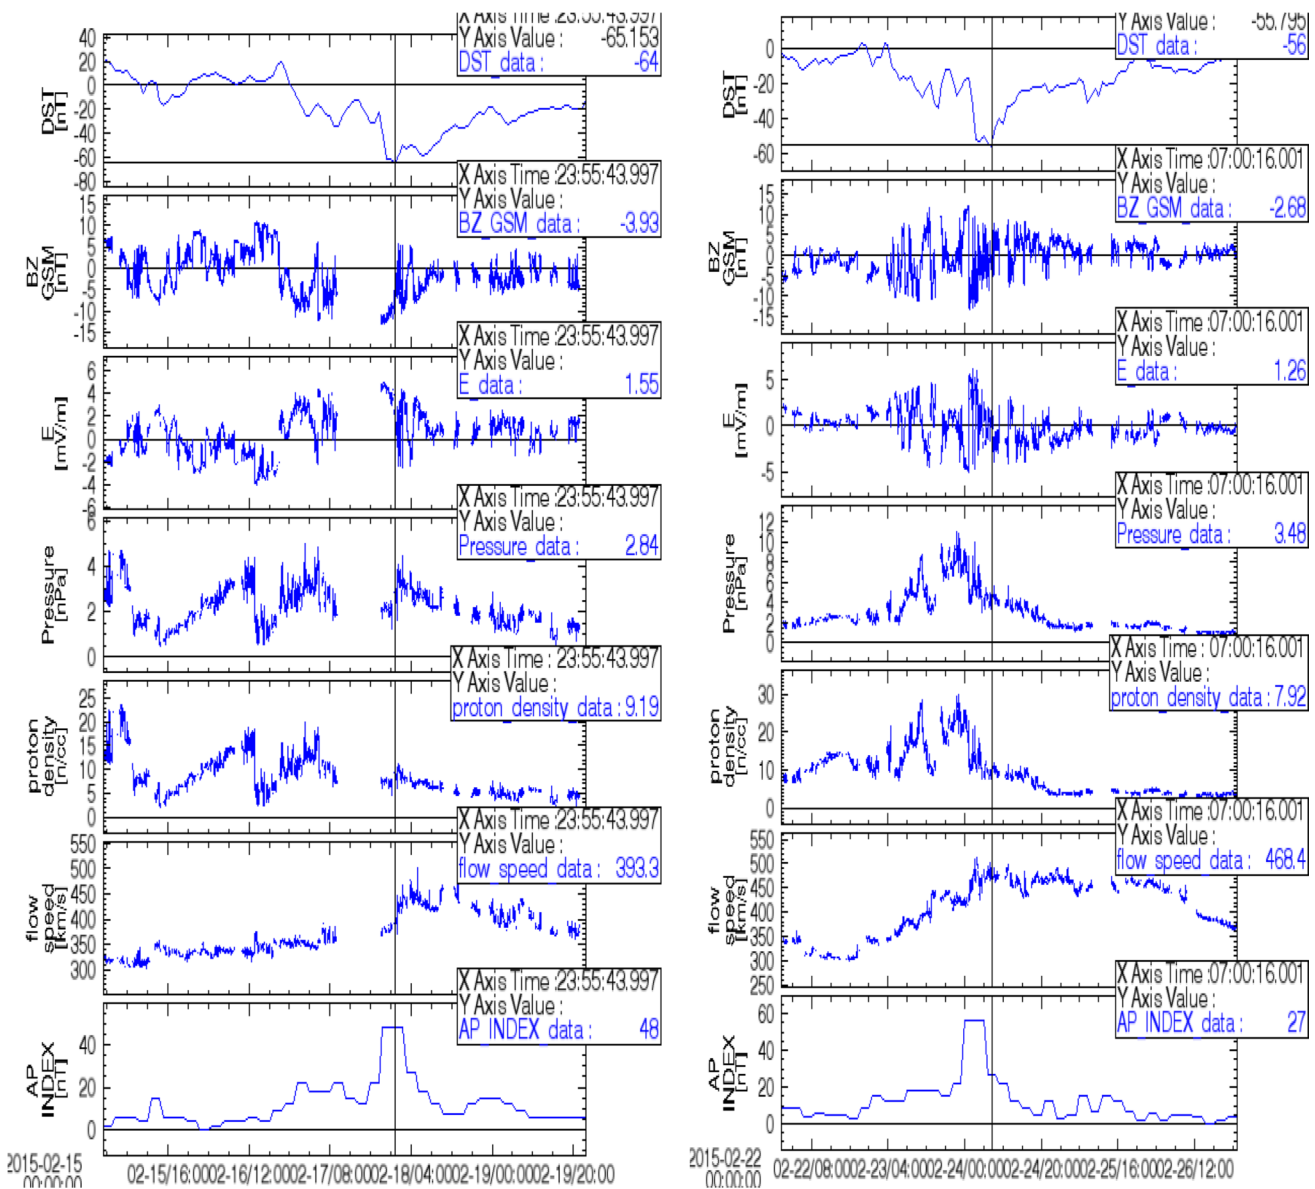 X Axis Time :23:55:43.997
Y Axis Value : -65.153
DST data : -64
40
20
0
-20
-40
-60
-80
DST
[nT]
X Axis Time :23:55:43.997
Y Axis Value :
BZ GSM data : -3.93
15
10
5
0
-5
-10
-15
BZ
GSM
[nT]
X Axis Time :23:55:43.997
Y Axis Value :
E data : 1.55
6
4
2
0
-2
-4
-6
E
[mV/m]
X Axis Time :23:55:43.997
Y Axis Value :
Pressure data : 2.84
6
4
2
0
Pressure
[nPa]
X Axis Time : 23:55:43.997
Y Axis Value :
proton density data : 9.19
25
20
15
10
5
0
proton
density
[n/cc]
X Axis Time :23:55:43.997
Y Axis Value :
flow speed data : 393.3
550
500
450
400
350
300
flow
speed
[km/s]
X Axis Time :23:55:43.997
Y Axis Value :
AP INDEX data : 48
40
20
0
AP
INDEX
[nT]
2015-02-15
00:00:00
02-15/16:00 02-16/12:00 02-17/08:00 02-18/04:00 02-19/00:00 02-19/20:00
Y Axis Value : -55.795
DST data : -56
0
-20
-40
-60
DST
[nT]
X Axis Time :07:00:16.001
Y Axis Value :
BZ GSM data : -2.68
15
10
5
0
-5
-10
-15
BZ
GSM
[nT]
X Axis Time :07:00:16.001
Y Axis Value :
E data : 1.26
5
0
-5
E
[mV/m]
X Axis Time :07:00:16.001
Y Axis Value :
Pressure data : 3.48
12
10
8
6
4
2
0
Pressure
[nPa]
X Axis Time : 07:00:16.001
Y Axis Value :
proton density data : 7.92
30
20
10
0
proton
density
[n/cc]
X Axis Time :07:00:16.001
Y Axis Value :
flow speed data : 468.4
550
500
450
400
350
300
250
flow
speed
[km/s]
X Axis Time :07:00:16.001
Y Axis Value :
AP INDEX data : 27
60
40
20
0
AP
INDEX
[nT]
2015-02-22
00:00:00
02-22/08:00 02-23/04:00 02-24/00:00 02-24/20:00 02-25/16:00 02-26/12:00